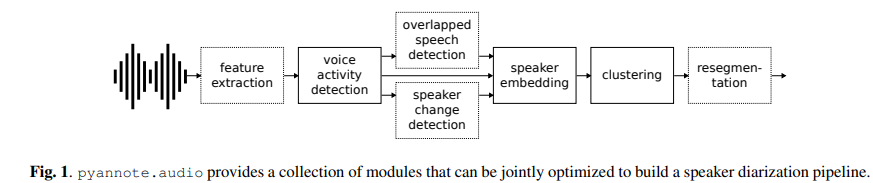 feature
extraction
voice
activity
detection
overlapped
speech
detection
speaker
change
detection
speaker
embedding
clustering
resegmen-
tation
Fig. 1. pyannote.audio provides a collection of modules that can be jointly optimized to build a speaker diarization pipeline.